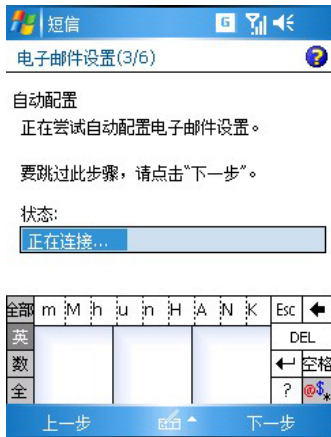 短信 G
电子邮件设置(3/6) ?
自动配置
正在尝试自动配置电子邮件设置。
要跳过此步骤，请点击"下一步"。
状态:
正在连接...
全部 m M h u n H A N K Esc
英 DEL
数 空格
全 ? @$*
上一步 下一步